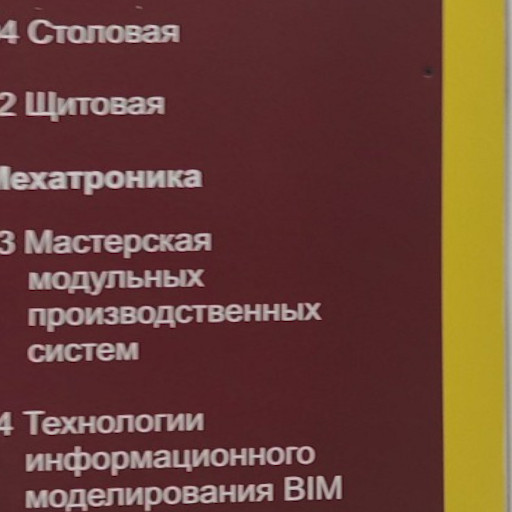 4 Столовая
2 Щитовая
Мехатроника
3 Мастерская
модульных
производственных
систем
4 Технологии
информационного
моделирования BIM